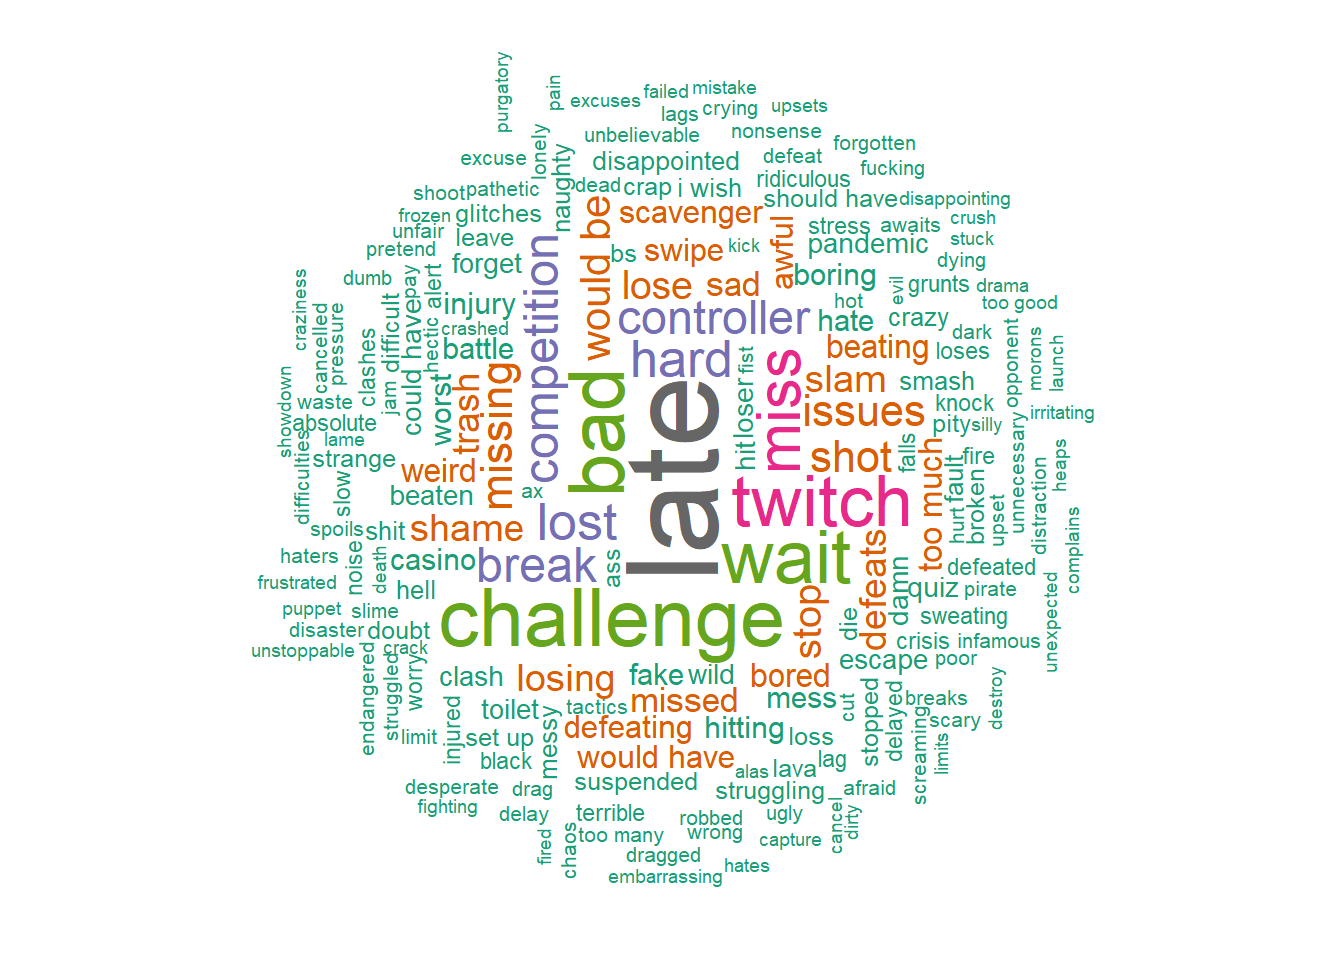 purgatory
pain
excuses
failed
mistake
lags
crying
upsets
unbelievable
nonsense
forgotten
excuse
lonely
naughty
disappointed
defeat
fucking
shoot
pathetic
dead
crap
i wish
ridiculous
should have
disappointing
frozen
glitches
would be
scavenger
awful
stress
awaits
crush
unfair
leave
bs
swipe
kick
pandemic
stuck
pretend
forget
competition
lose
sad
boring
dying
evil
grunts
drama
dumb
pay
alert
injury
controller
hot
hate
crazy
too good
craziness
cancelled
pressure
clashes
difficult
jam
could have
hectic
crashed
battle
hard
fist
beating
dark
loses
opponent
morons
launch
showdown
waste
absolute
lame
worst
trash
missing
bad
late
hit
loser
miss
slam
issues
smash
knock
pity
silly
irritating
strange
weird
beaten
ax
shot
falls
too much
fire
fault
hurt
broken
upset
unnecessary
distraction
heaps
difficulties
slow
spoils
shit
shame
lost
twitch
haters
noise
death
casino
break
ass
wait
defeats
damn
defeated
complains
frustrated
hell
quiz
pirate
puppet
slime
challenge
stop
die
sweating
disaster
doubt
crisis
infamous
unexpected
unstoppable
crack
endangered
struggled
worry
clash
losing
fake
wild
bored
escape
poor
toilet
tactics
missed
mess
cut
stopped
delayed
breaks
scary
destroy
limit
injured
set up
messy
defeating
hitting
loss
screaming
limits
black
would have
alas
lava
lag
desperate
drag
suspended
struggling
afraid
fighting
delay
terrible
robbed
ugly
cancel
dirty
fired
chaos
too many
wrong
capture
dragged
hates
embarrassing